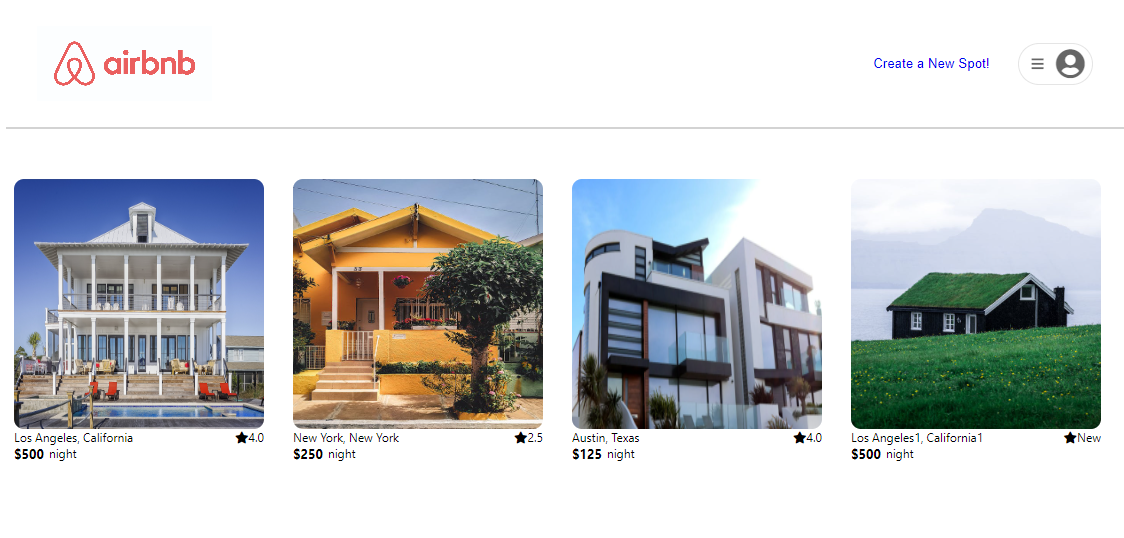 airbnb
Create a New Spot!
Los Angeles, California ★4.0
$500 night
New York, New York ★2.5
$250 night
Austin, Texas ★4.0
$125 night
Los Angeles1, California1 ★New
$500 night